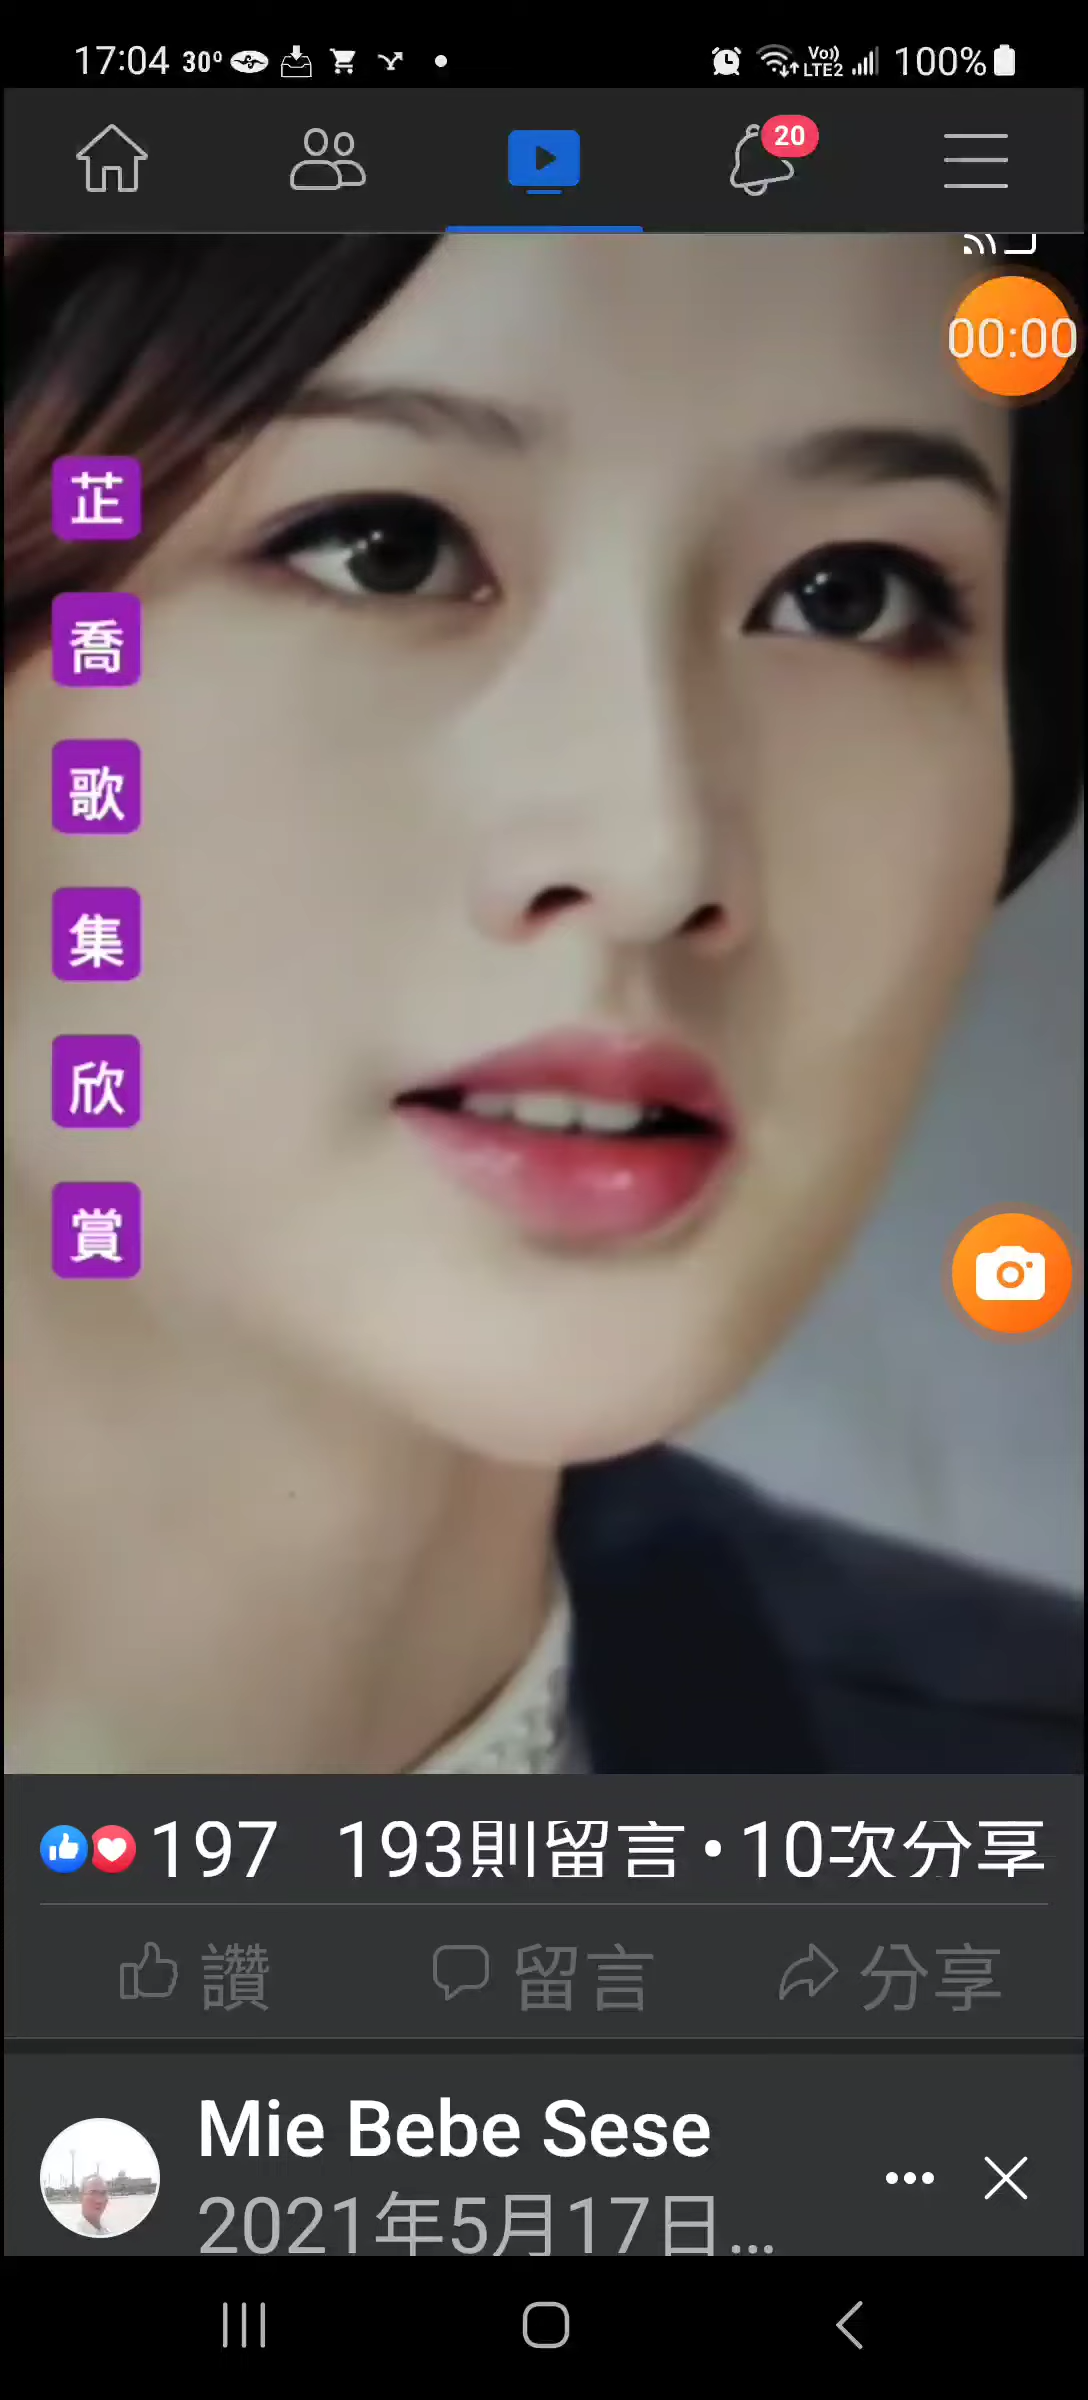 17:04 30° Vo)) LTE2 100%
20
00:00
芷
喬
歌
集
欣
賞
197 193則留言•10次分享
讚 留言 分享
Mie Bebe Sese
2021年5月17日...